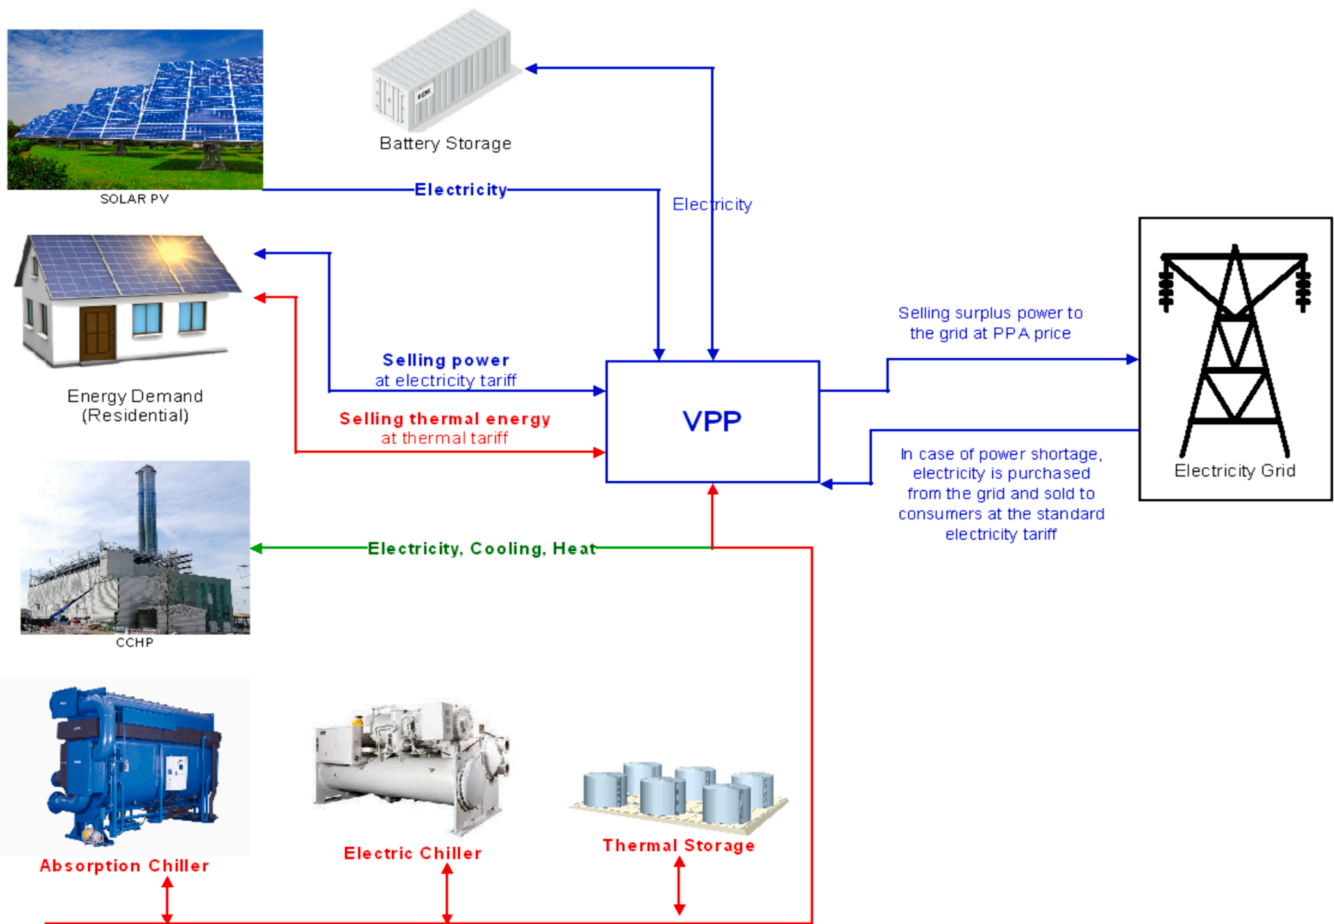 Battery Storage
SOLAR PV
Electricity
Electricity
Selling surplus power to
the grid at PPA price
Selling power
at electricity tariff
Energy Demand
(Residential)
Selling thermal energy
at thermal tariff
VPP
In case of power shortage,
electricity is purchased
from the grid and sold to
consumers at the standard
electricity tariff
Electricity Grid
Electricity, Cooling, Heat
CCHP
Absorption Chiller
Electric Chiller
Thermal Storage